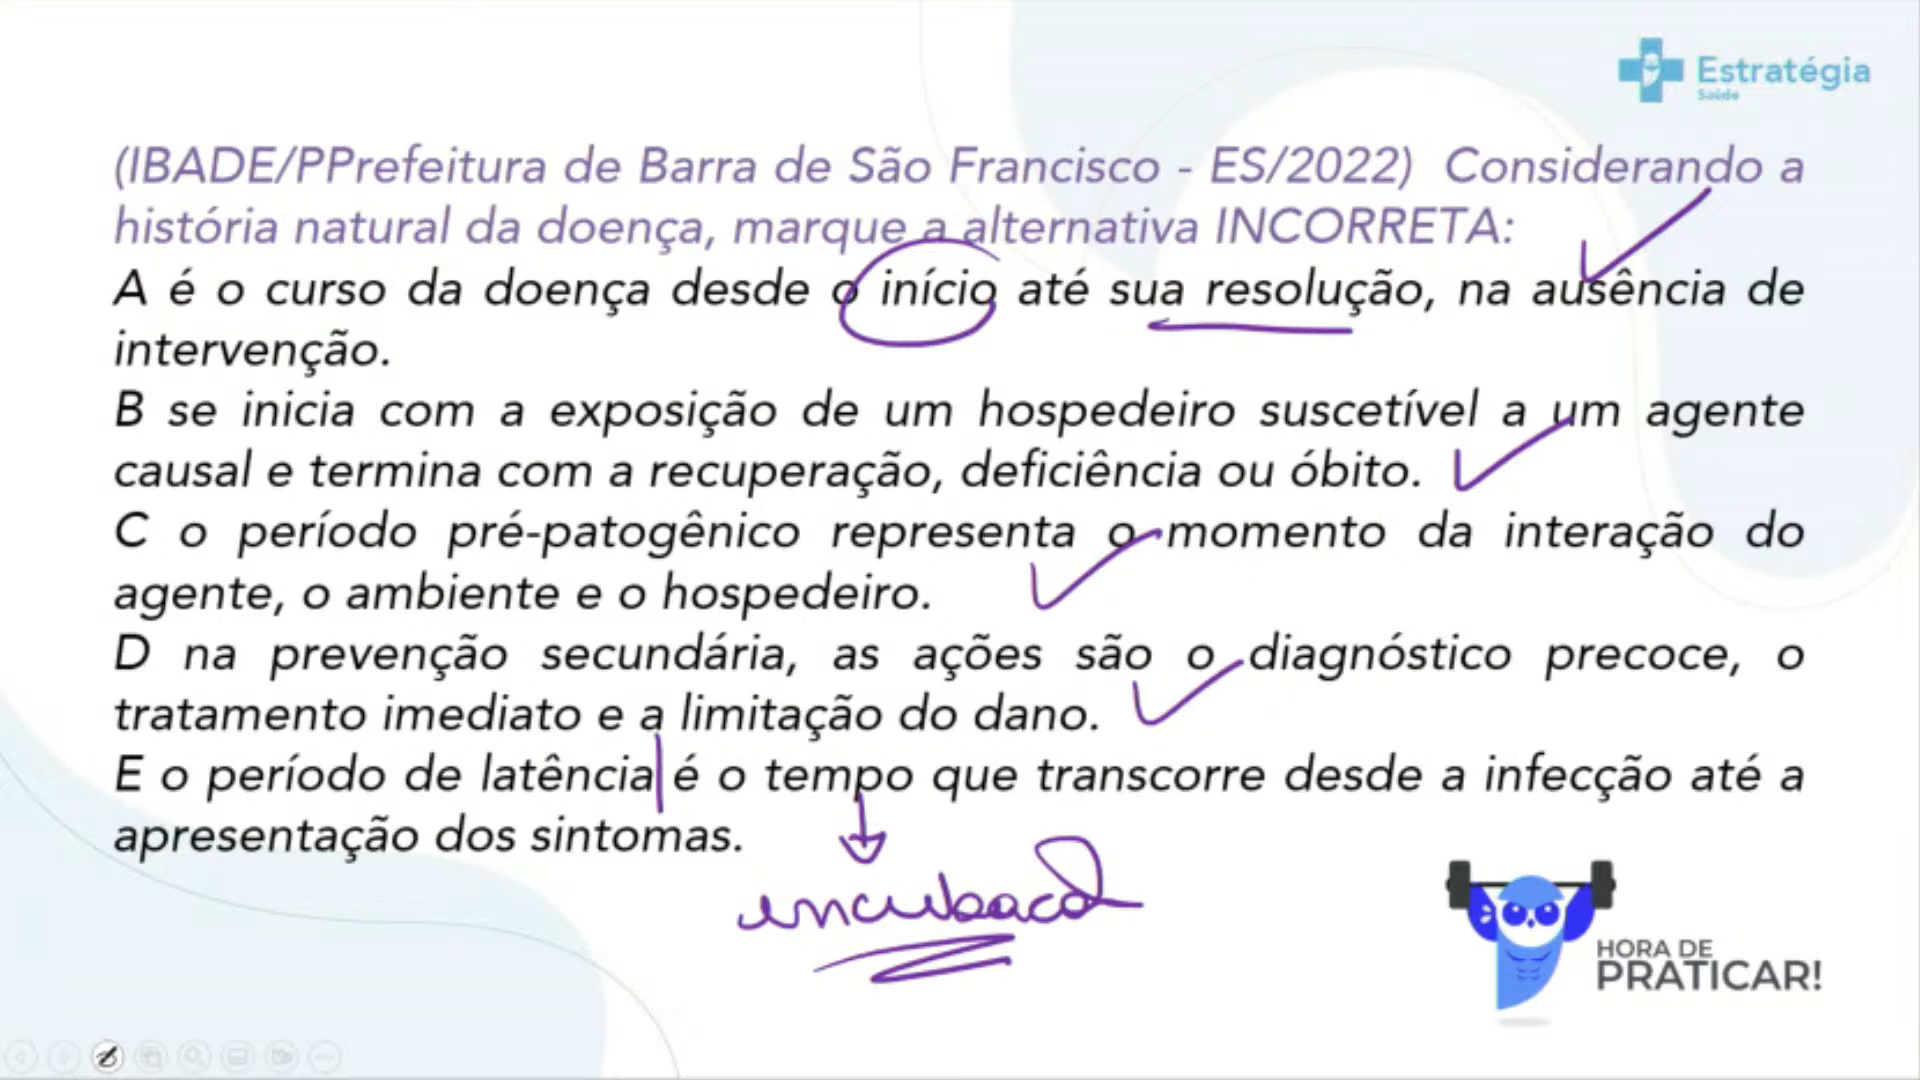 Estratégia
Saúde
(IBADE/PPrefeitura de Barra de São Francisco - ES/2022) Considerando a
história natural da doença, marque a alternativa INCORRETA:
A é o curso da doença desde o início até sua resolução, na ausência de
intervenção.
B se inicia com a exposição de um hospedeiro suscetível a um agente
causal e termina com a recuperação, deficiência ou óbito.
C o período pré-patogênico representa o momento da interação do
agente, o ambiente e o hospedeiro.
D na prevenção secundária, as ações são o diagnóstico precoce, o
tratamento imediato e a limitação do dano.
E o período de latência é o tempo que transcorre desde a infecção até a
apresentação dos sintomas.
incubação
HORA DE
PRATICAR!